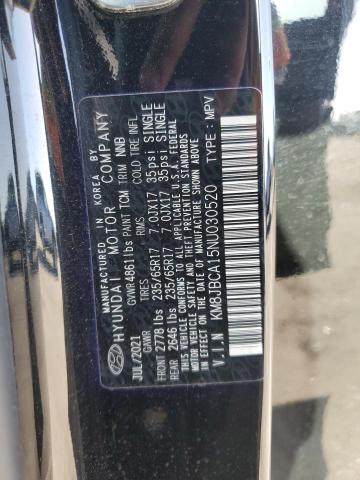 MANUFACTURED IN KOREA BY
HYUNDAI MOTOR COMPANY
JUL/2021 GVWR 4861lbs PAINT TCM TRIM NNB
GAWR TIRES RIMS COLD TIRE INFL
FRONT 2778 lbs 235/65R17 7.0JX17 35psi SINGLE
REAR 2646 lbs 235/65R17 7.0JX17 35psi SINGLE
THIS VEHICLE CONFORMS TO ALL APPLICABLE U.S.A. FEDERAL
MOTOR VEHICLE SAFETY, BUMPER, AND THEFT PREVENTION STANDARDS
IN EFFECT ON THE DATE OF MANUFACTURE SHOWN ABOVE.
V.I.N KM8JBCA15NU030520 TYPE : MPV